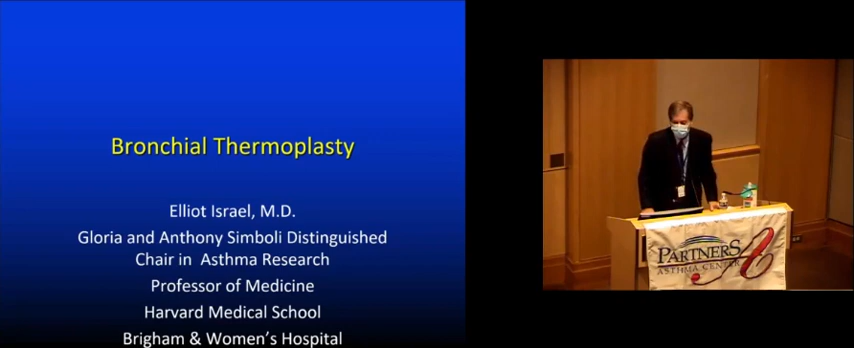 Bronchial Thermoplasty
Elliot Israel, M.D.
Gloria and Anthony Simboli Distinguished
Chair in Asthma Research
Professor of Medicine
Harvard Medical School
Brigham & Women's Hospital
PARTNERS
ASTHMA CENTER